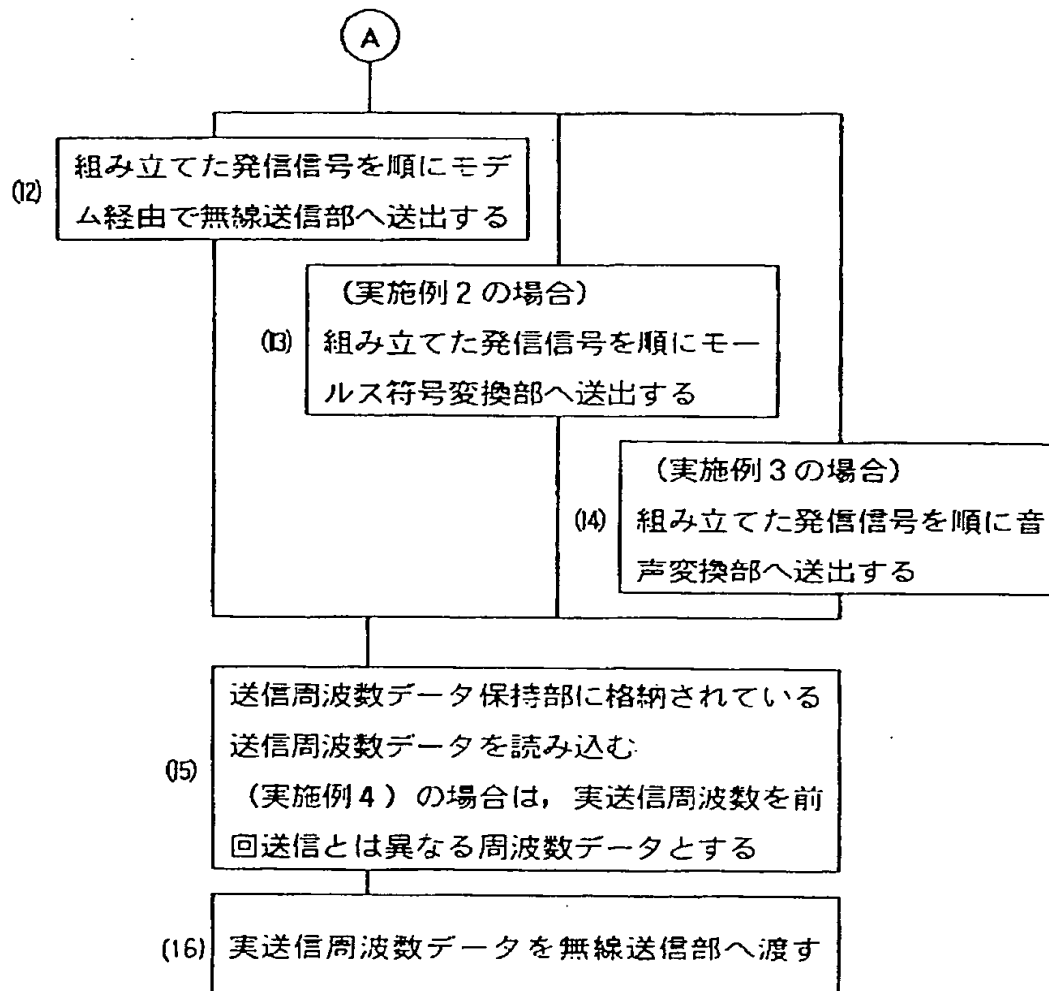 A
(12)
組み立てた発信信号を順にモデ
ム経由で無線送信部へ送出する
(実施例2の場合)
(13)
組み立てた発信信号を順にモー
ルス符号変換部へ送出する
(実施例3の場合)
(14)
組み立てた発信信号を順に音
声変換部へ送出する
送信周波数データ保持部に格納されている
送信周波数データを読み込む
(15)
(実施例4)の場合は,実送信周波数を前
回送信とは異なる周波数データとする
(16) 実送信周波数データを無線送信部へ渡す